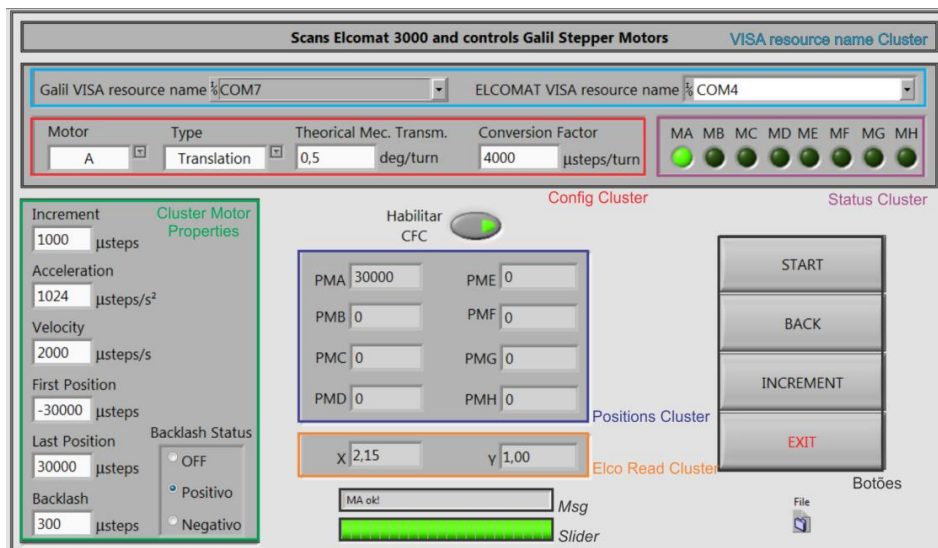 Scans Elcomat 3000 and controls Galil Stepper Motors
VISA resource name Cluster
Galil VISA resource name COM7
ELCOMAT VISA resource name COM4
Motor Type Theorical Mec. Transm. Conversion Factor
A Translation 0,5 deg/turn 4000 µsteps/turn
MA MB MC MD ME MF MG MH
Config Cluster
Status Cluster
Cluster Motor
Properties
Increment
1000 µsteps
Acceleration
1024 µsteps/s²
Velocity
2000 µsteps/s
First Position
-30000 µsteps
Last Position
30000 µsteps
Backlash
300 µsteps
Backlash Status
OFF
Positivo
Negativo
Habilitar
CFC
PMA 30000 PME 0
PMB 0 PMF 0
PMC 0 PMG 0
PMD 0 PMH 0
Positions Cluster
X 2,15 Y 1,00
Elco Read Cluster
MA ok!
Msg
Slider
START
BACK
INCREMENT
EXIT
Botões
File